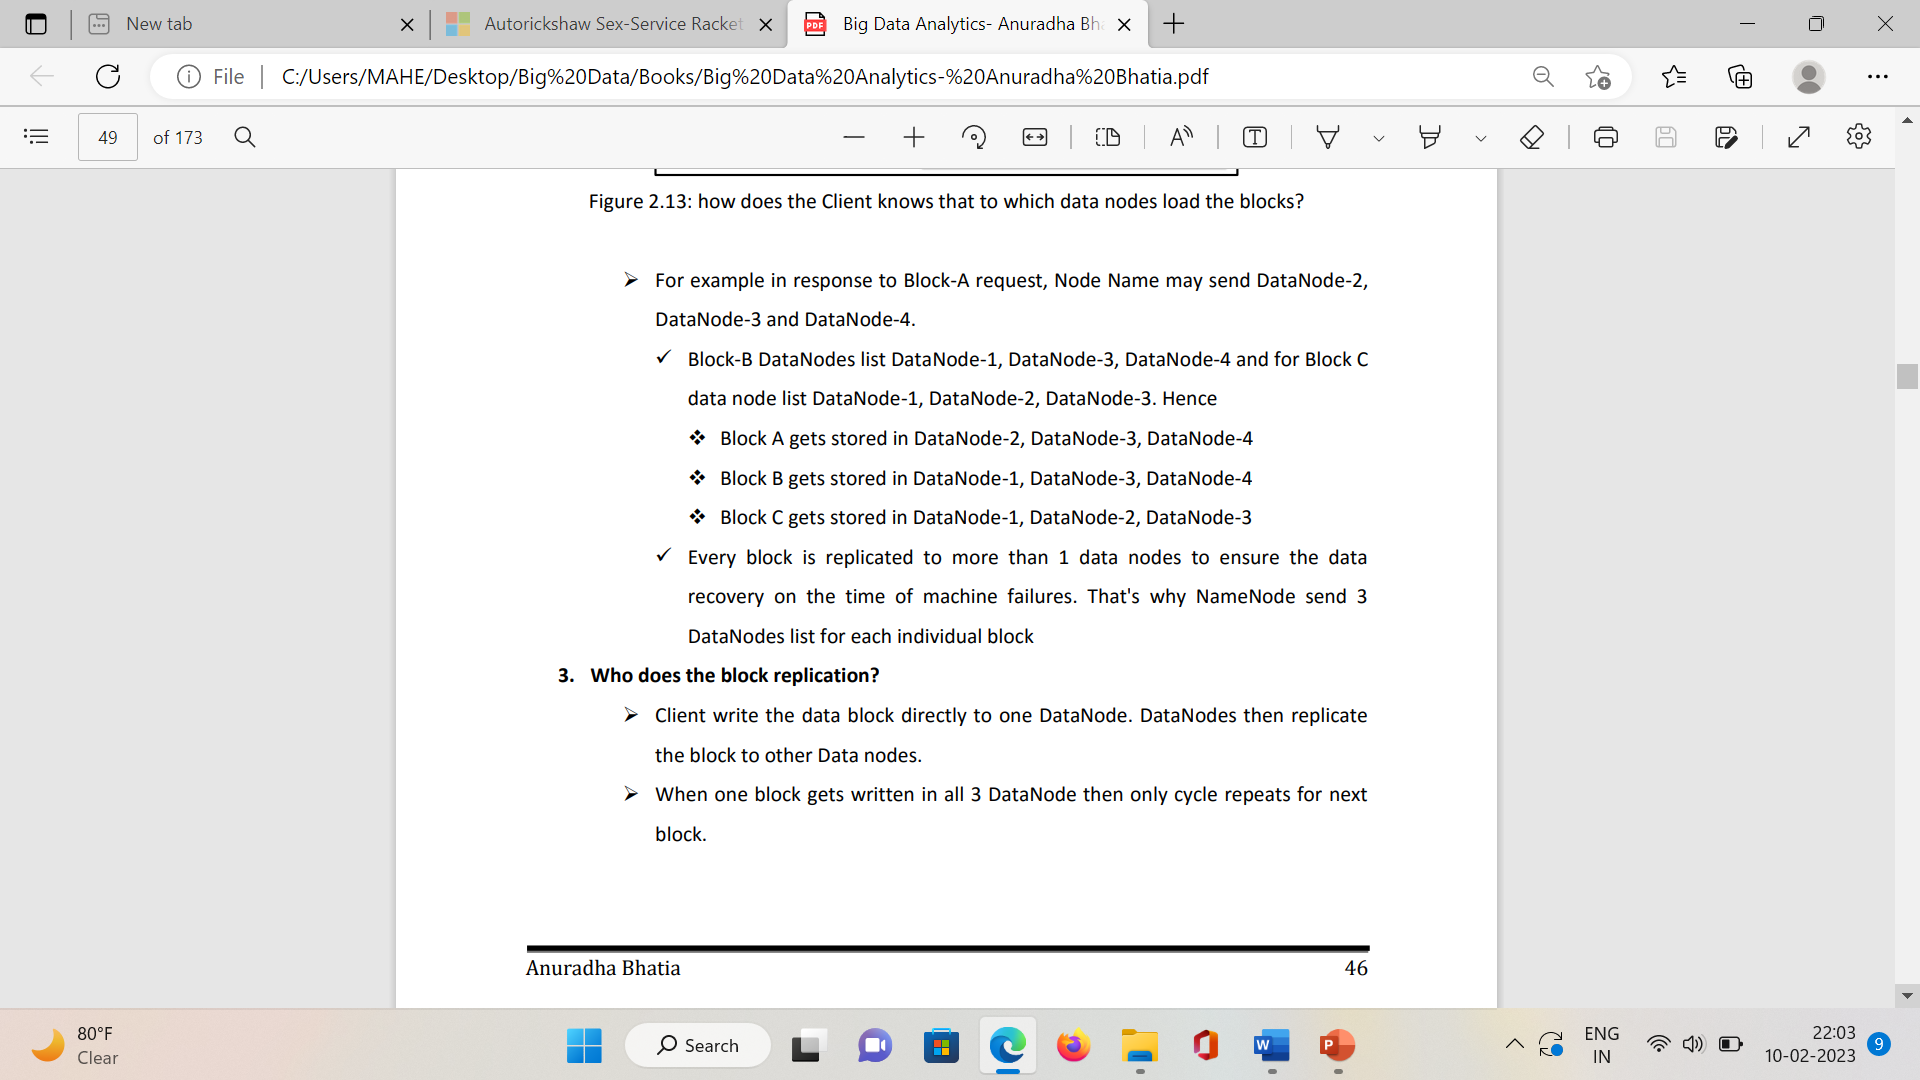 New tab
Autorickshaw Sex-Service Racket
PDF
Big Data Analytics- Anuradha Bh
File
C:/Users/MAHE/Desktop/Big%20Data/Books/Big%20Data%20Analytics-%20Anuradha%20Bhatia.pdf
49 of 173
Figure 2.13: how does the Client knows that to which data nodes load the blocks?
For example in response to Block-A request, Node Name may send DataNode-2,
DataNode-3 and DataNode-4.
Block-B DataNodes list DataNode-1, DataNode-3, DataNode-4 and for Block C
data node list DataNode-1, DataNode-2, DataNode-3. Hence
Block A gets stored in DataNode-2, DataNode-3, DataNode-4
Block B gets stored in DataNode-1, DataNode-3, DataNode-4
Block C gets stored in DataNode-1, DataNode-2, DataNode-3
Every block is replicated to more than 1 data nodes to ensure the data
recovery on the time of machine failures. That's why NameNode send 3
DataNodes list for each individual block
3. Who does the block replication?
Client write the data block directly to one DataNode. DataNodes then replicate
the block to other Data nodes.
When one block gets written in all 3 DataNode then only cycle repeats for next
block.
Anuradha Bhatia 46
80°F
Clear
Search
W
P
ENG
IN
22:03
10-02-2023
9